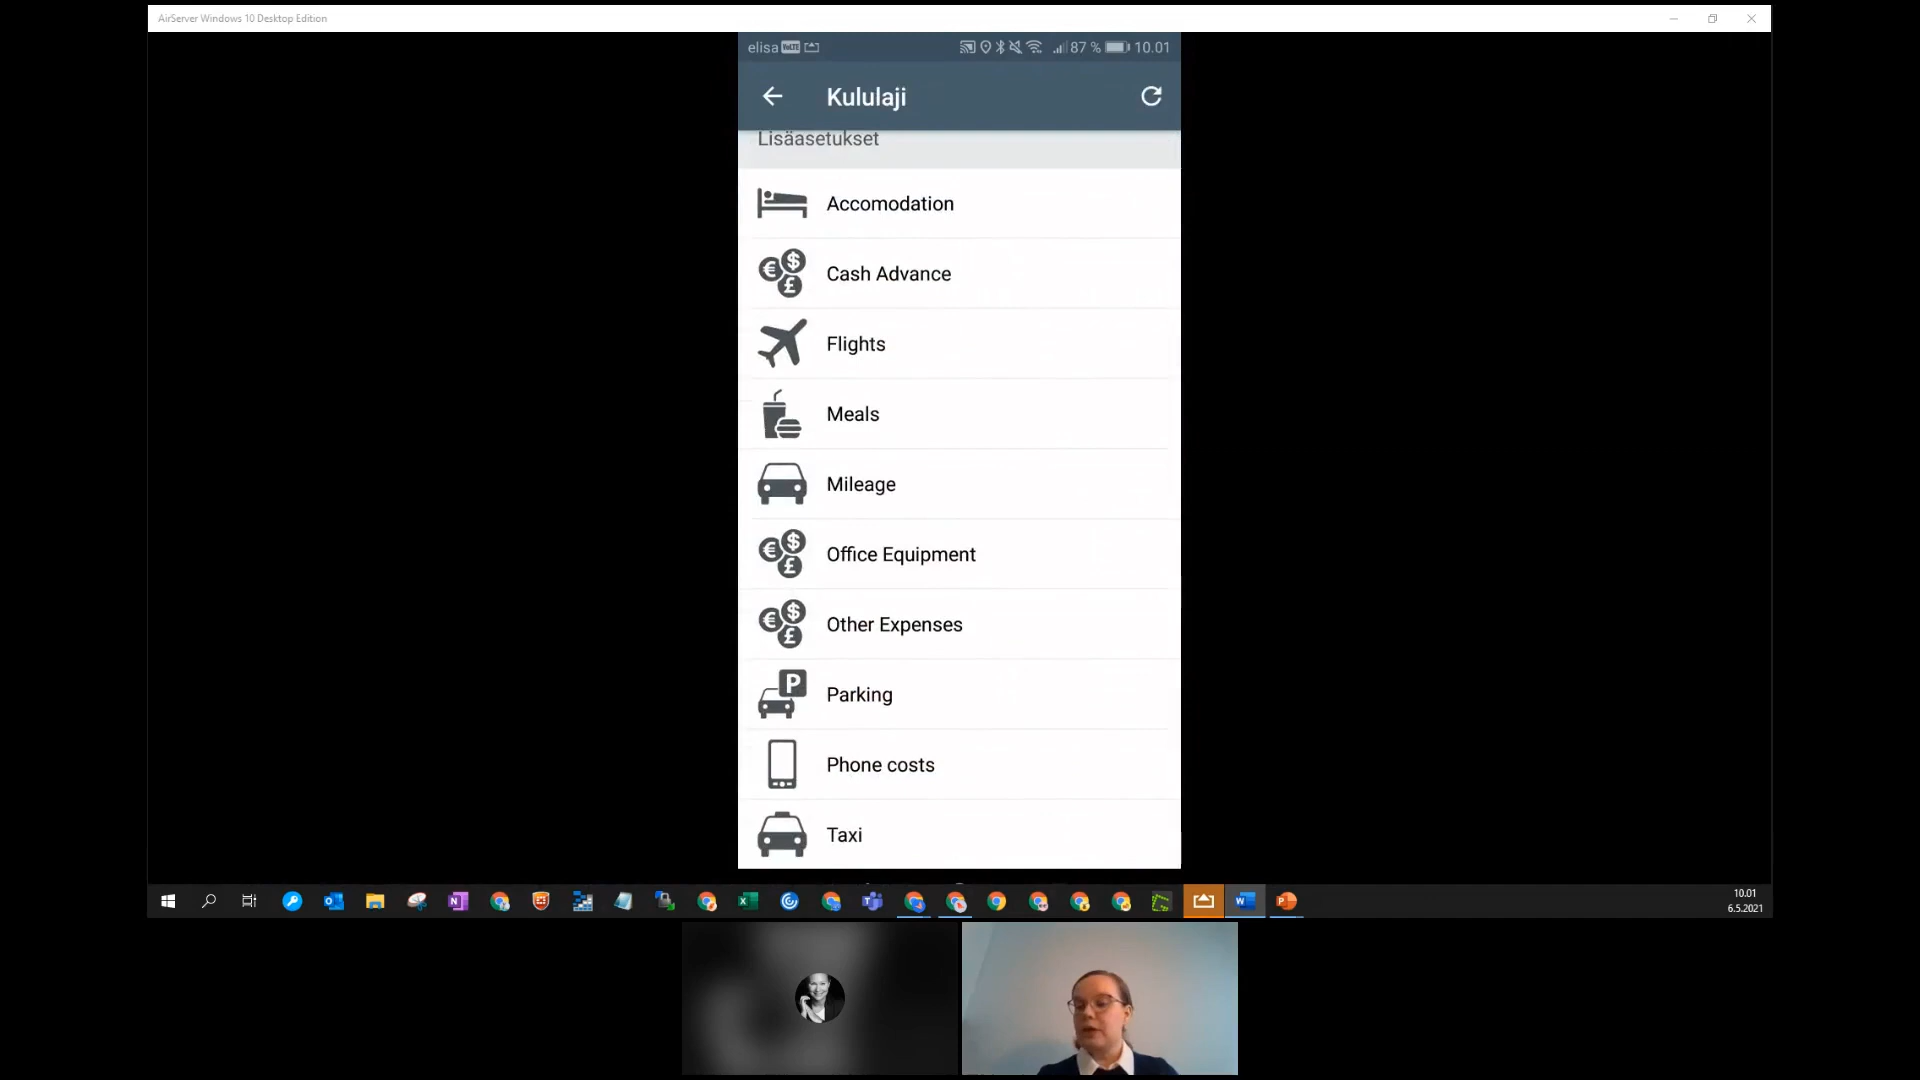 AirServer Windows 10 Desktop Edition
elisa VoLTE 87 % 10.01
Kululaji
Lisäasetukset
Accomodation
Cash Advance
Flights
Meals
Mileage
Office Equipment
Other Expenses
Parking
Phone costs
Taxi
10.01
6.5.2021